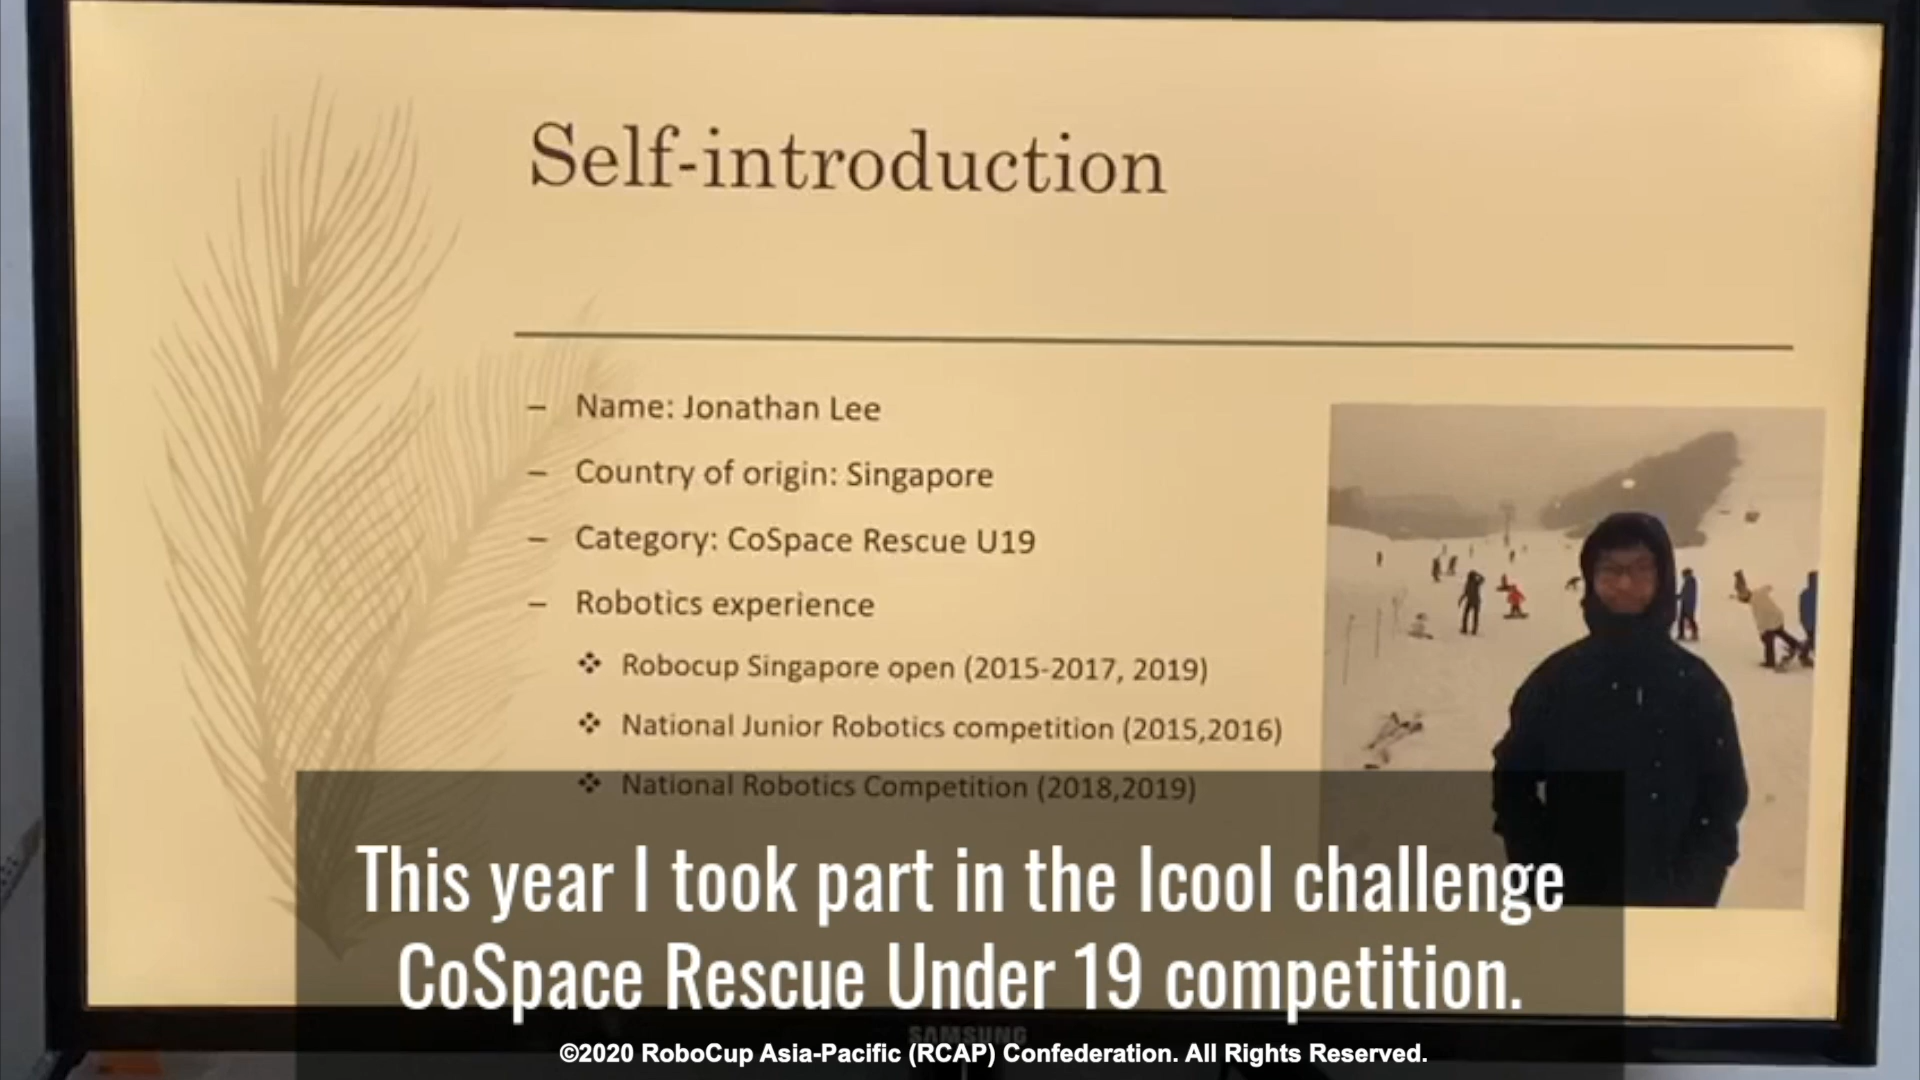 Self-introduction
– Name: Jonathan Lee
– Country of origin: Singapore
– Category: CoSpace Rescue U19
– Robotics experience
❖ Robocup Singapore open (2015-2017, 2019)
❖ National Junior Robotics competition (2015,2016)
❖ National Robotics Competition (2018,2019)
This year I took part in the Icool challenge
CoSpace Rescue Under 19 competition.
SAMSUNG
©2020 RoboCup Asia-Pacific (RCAP) Confederation. All Rights Reserved.